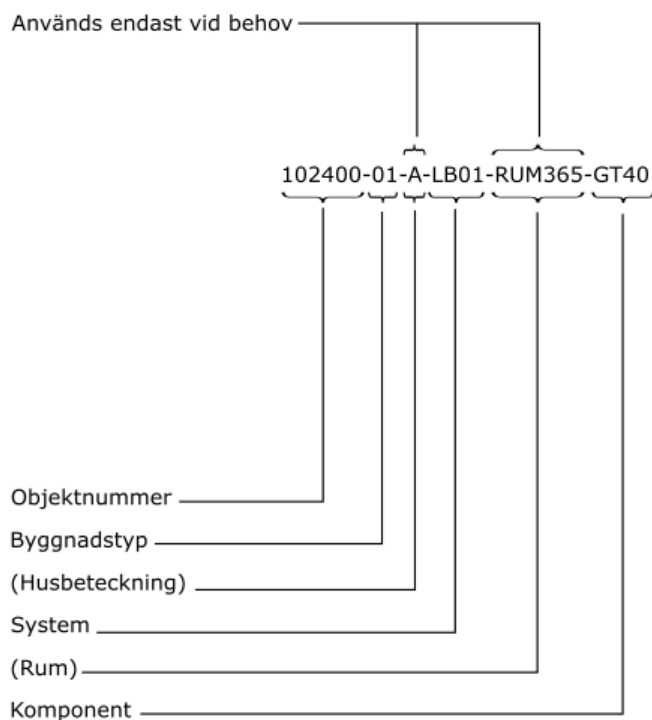 Används endast vid behov
102400-01-A-LB01-RUM365-GT40
Objektnummer
Byggnadstyp
(Husbeteckning)
System
(Rum)
Komponent